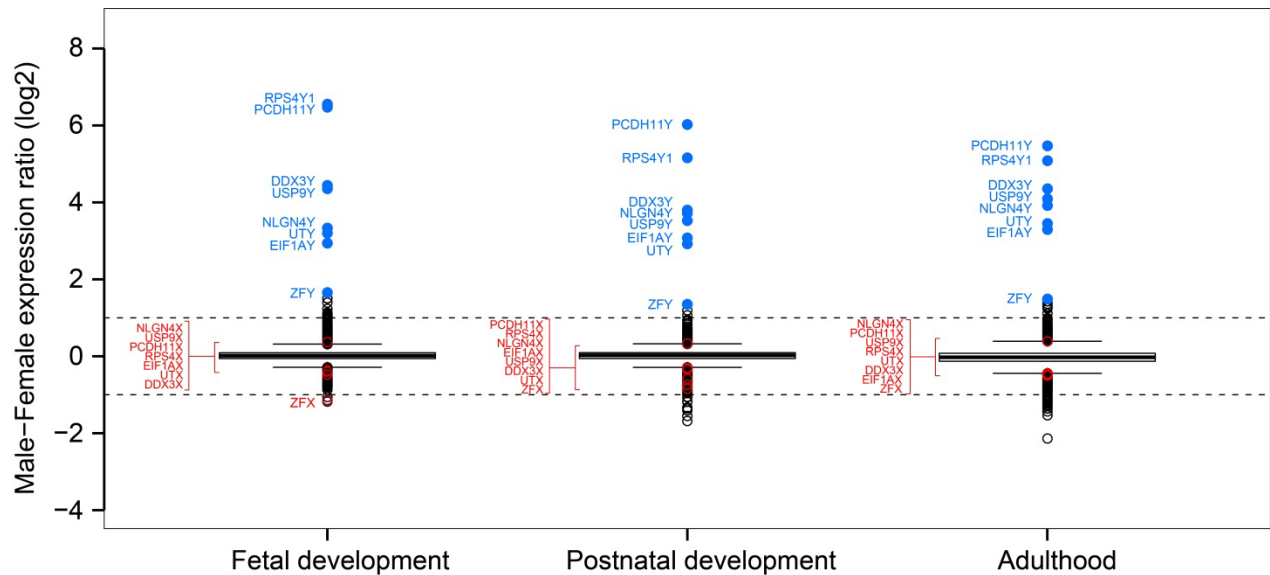 Male−Female expression ratio (log2)
8
6
4
2
0
−2
−4
RPS4Y1
PCDH11Y
DDX3Y
USP9Y
NLGN4Y
UTY
EIF1AY
ZFY
NLGN4X
USP9X
PCDH11X
RPS4X
EIF1AX
UTX
DDX3X
ZFX
PCDH11Y
RPS4Y1
DDX3Y
NLGN4Y
USP9Y
EIF1AY
UTY
ZFY
PCDH11X
RPS4X
NLGN4X
EIF1AX
USP9X
DDX3X
UTX
ZFX
PCDH11Y
RPS4Y1
DDX3Y
USP9Y
NLGN4Y
UTY
EIF1AY
ZFY
NLGN4X
PCDH11X
USP9X
RPS4X
UTX
DDX3X
EIF1AX
ZFX
Fetal development
Postnatal development
Adulthood